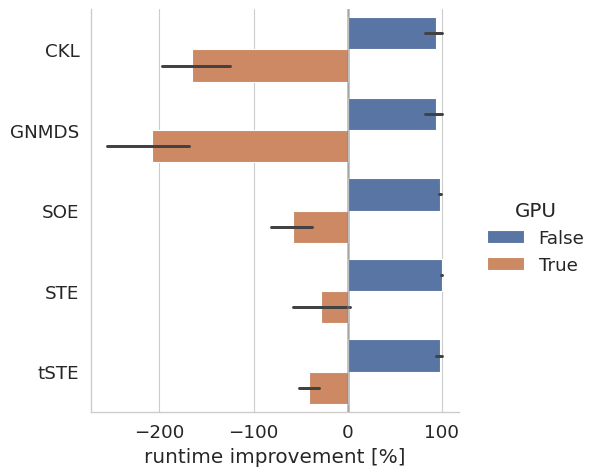 CKL
GNMDS
SOE
STE
tSTE
−200
−100
0
100
runtime improvement [%]
GPU
False
True